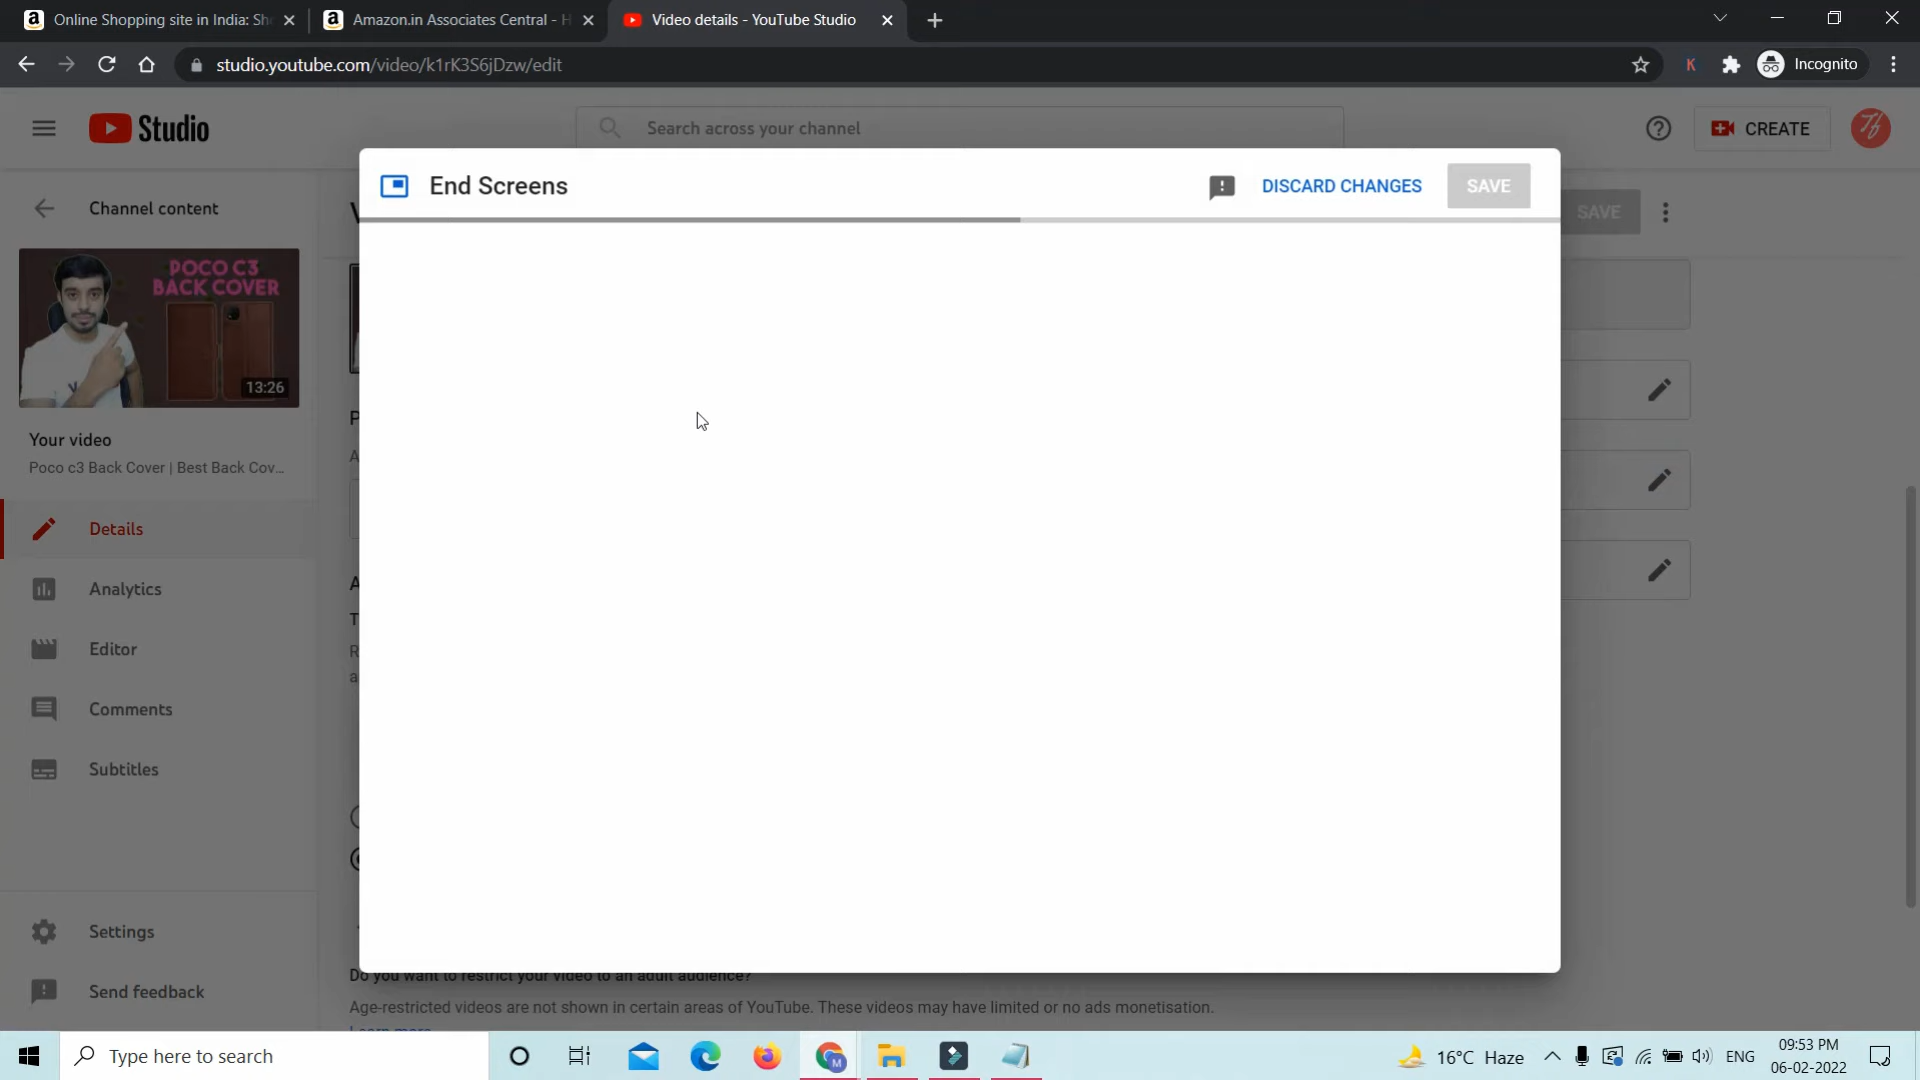 Online Shopping site in India: Sh
Amazon.in Associates Central - H
Video details - YouTube Studio
studio.youtube.com/video/k1rK3S6jDzw/edit
K
Incognito
Studio
Search across your channel
CREATE
Tf
End Screens
DISCARD CHANGES
SAVE
SAVE
Channel content
POCO C3
BACK COVER
13:26
Your video
Poco c3 Back Cover | Best Back Cov...
Details
Analytics
Editor
Comments
Subtitles
Settings
Send feedback
Do you want to restrict your video to an adult audience?
Age-restricted videos are not shown in certain areas of YouTube. These videos may have limited or no ads monetisation.
Learn more
Type here to search
M
16°C Haze
ENG
09:53 PM
06-02-2022